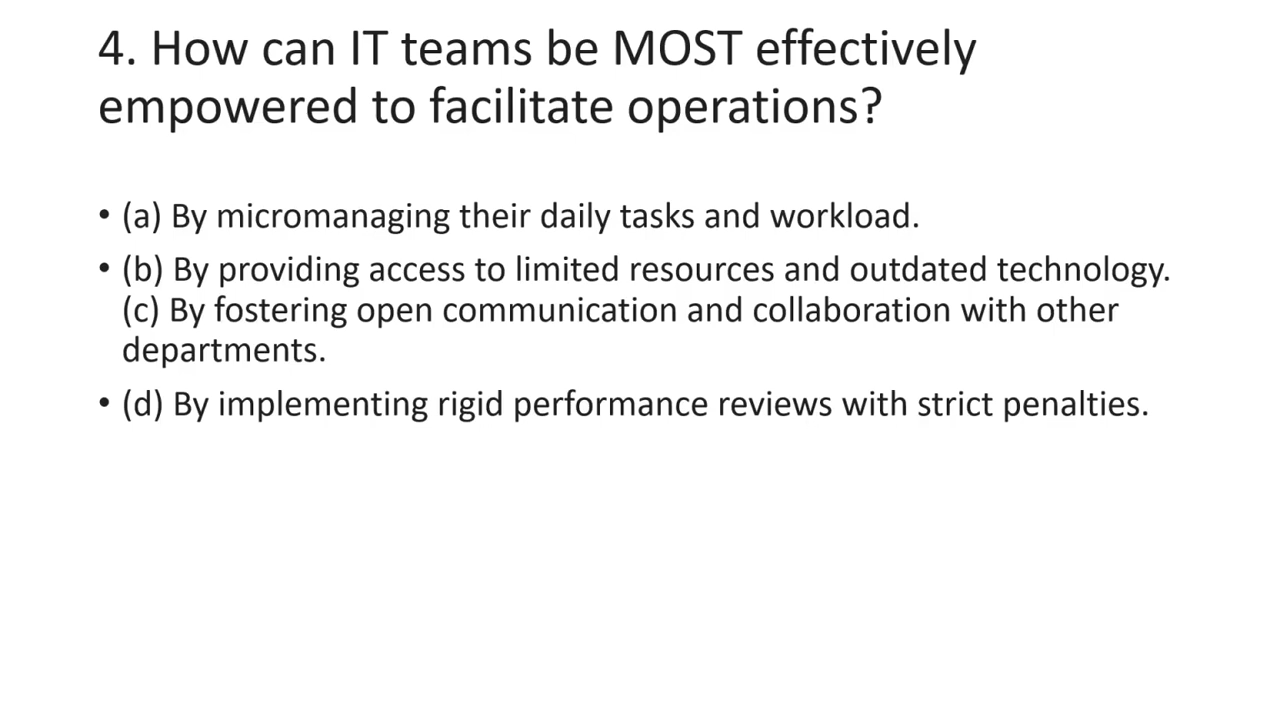 4. How can IT teams be MOST effectively
empowered to facilitate operations?
• (a) By micromanaging their daily tasks and workload.
• (b) By providing access to limited resources and outdated technology.
(c) By fostering open communication and collaboration with other
departments.
• (d) By implementing rigid performance reviews with strict penalties.